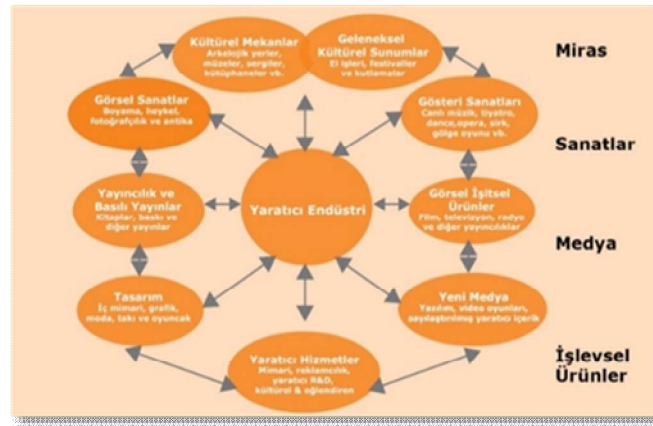 Kültürel Mekanlar
Arkelojik yerler,
müzeler, sergiler,
kütüphaneler vb.
Geleneksel
Kültürel Sunumlar
El işleri, festivaller
ve kutlamalar
Miras
Görsel Sanatlar
Boyama, heykel,
fotoğrafçılık ve antika
Gösteri Sanatları
Canlı müzik, tiyatro,
dance,opera, sirk,
gölge oyunu vb.
Sanatlar
Yaratıcı Endüstri
Yayıncılık ve
Basılı Yayınlar
Kitaplar, baskı ve
diğer yayınlar
Görsel İşitsel
Ürünler
Film, televizyon, radyo
ve diğer yayıncılıklar
Medya
Tasarım
İç mimari, grafik,
moda, takı ve oyuncak
Yeni Medya
Yazılım, video oyunları,
sayılaştırılmış yaratıcı içerik
Yaratıcı Hizmetler
Mimari, reklamcılık,
yaratıcı R&D,
kültürel & eğlendiren
İşlevsel
Ürünler